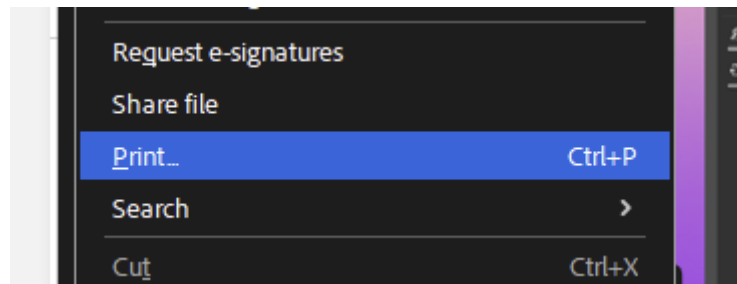 Request e-signatures
Share file
Print... Ctrl+P
Search
Cut Ctrl+X